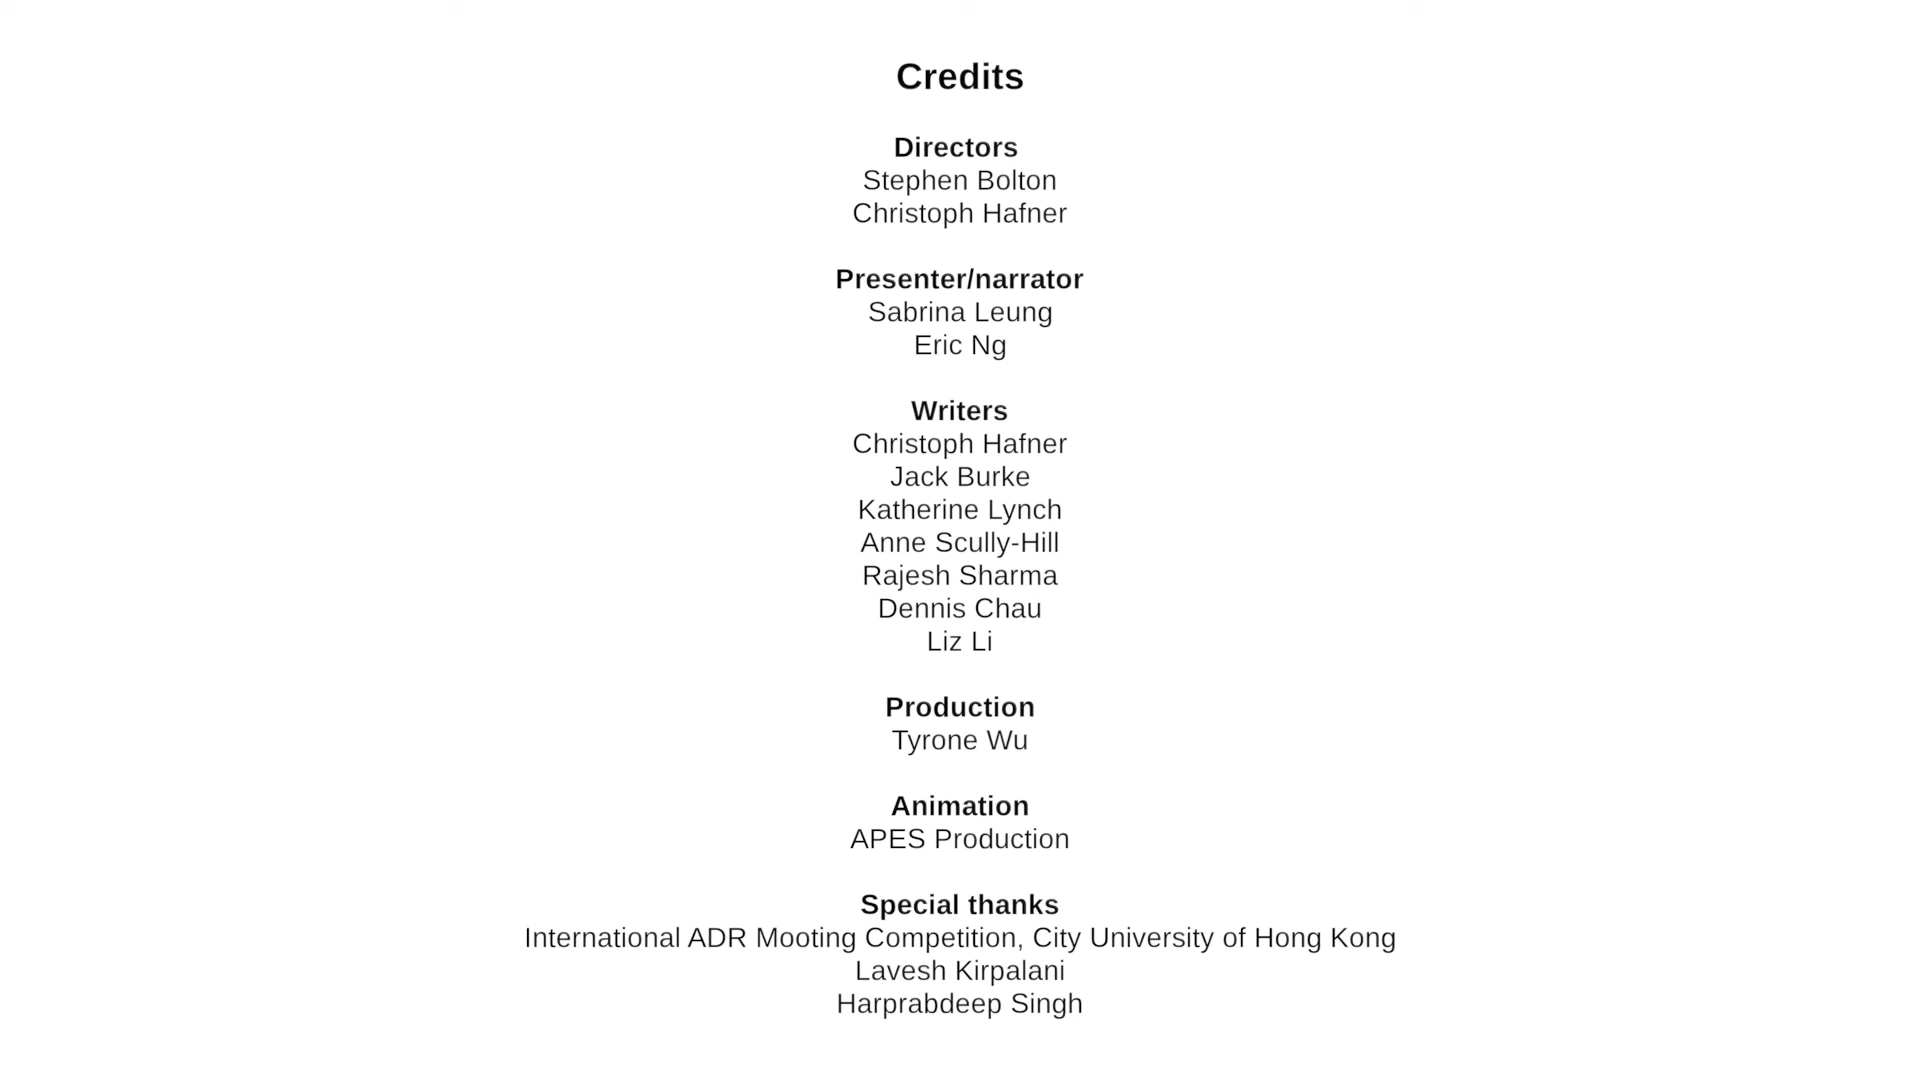 Credits
Directors
Stephen Bolton
Christoph Hafner
Presenter/narrator
Sabrina Leung
Eric Ng
Writers
Christoph Hafner
Jack Burke
Katherine Lynch
Anne Scully-Hill
Rajesh Sharma
Dennis Chau
Liz Li
Production
Tyrone Wu
Animation
APES Production
Special thanks
International ADR Mooting Competition, City University of Hong Kong
Lavesh Kirpalani
Harprabdeep Singh